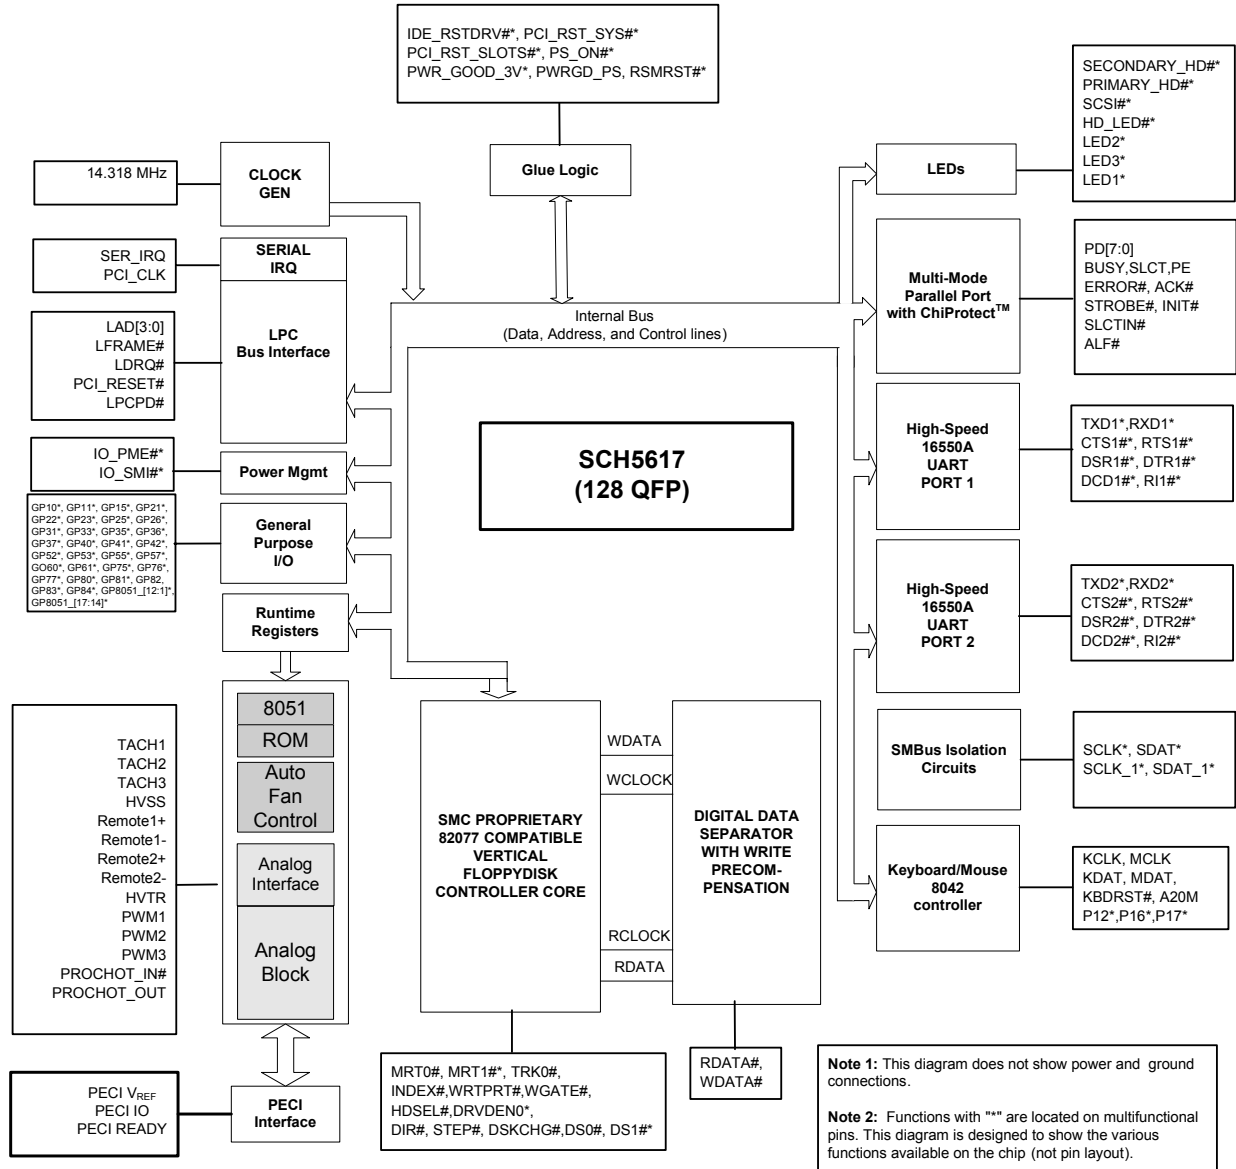 IDE_RSTDRV#*, PCI_RST_SYS#*
PCI_RST_SLOTS#*, PS_ON#*
PWR_GOOD_3V*, PWRGD_PS, RSMRST#*
Glue Logic
14.318 MHz
CLOCK
GEN
SER_IRQ
PCI_CLK
SERIAL
IRQ
LAD[3:0]
LFRAME#
LDRQ#
PCI_RESET#
LPCPD#
LPC
Bus Interface
IO_PME#*
IO_SMI#*
Power Mgmt
GP10*, GP11*, GP15*, GP21*,
GP22*, GP23*, GP25*, GP26*,
GP31*, GP33*, GP35*, GP36*,
GP37*, GP40*, GP41*, GP42*,
GP52*, GP53*, GP55*, GP57*,
GO60*, GP61*, GP75*, GP76*,
GP77*, GP80*, GP81*, GP82,
GP83*, GP84*, GP8051_[12:1]*,
GP8051_[17:14]*
General
Purpose
I/O
Runtime
Registers
TACH1
TACH2
TACH3
HVSS
Remote1+
Remote1-
Remote2+
Remote2-
HVTR
PWM1
PWM2
PWM3
PROCHOT_IN#
PROCHOT_OUT
8051
ROM
Auto
Fan
Control
Analog
Interface
Analog
Block
PECI VREF
PECI IO
PECI READY
PECI
Interface
Internal Bus
(Data, Address, and Control lines)
SCH5617
(128 QFP)
SMC PROPRIETARY
82077 COMPATIBLE
VERTICAL
FLOPPYDISK
CONTROLLER CORE
WDATA
WCLOCK
RCLOCK
RDATA
DIGITAL DATA
SEPARATOR
WITH WRITE
PRECOM-
PENSATION
MRT0#, MRT1#*, TRK0#,
INDEX#,WRTPRT#,WGATE#,
HDSEL#,DRVDEN0*,
DIR#, STEP#, DSKCHG#,DS0#, DS1#*
RDATA#,
WDATA#
LEDs
SECONDARY_HD#*
PRIMARY_HD#*
SCSI#*
HD_LED#*
LED2*
LED3*
LED1*
Multi-Mode
Parallel Port
with ChiProtect™
PD[7:0]
BUSY,SLCT,PE
ERROR#, ACK#
STROBE#, INIT#
SLCTIN#
ALF#
High-Speed
16550A
UART
PORT 1
TXD1*,RXD1*
CTS1#*, RTS1#*
DSR1#*, DTR1#*
DCD1#*, RI1#*
High-Speed
16550A
UART
PORT 2
TXD2*,RXD2*
CTS2#*, RTS2#*
DSR2#*, DTR2#*
DCD2#*, RI2#*
SMBus Isolation
Circuits
SCLK*, SDAT*
SCLK_1*, SDAT_1*
Keyboard/Mouse
8042
controller
KCLK, MCLK
KDAT, MDAT,
KBDRST#, A20M
P12*,P16*,P17*
Note 1: This diagram does not show power and ground
connections.
Note 2: Functions with "*" are located on multifunctional
pins. This diagram is designed to show the various
functions available on the chip (not pin layout).